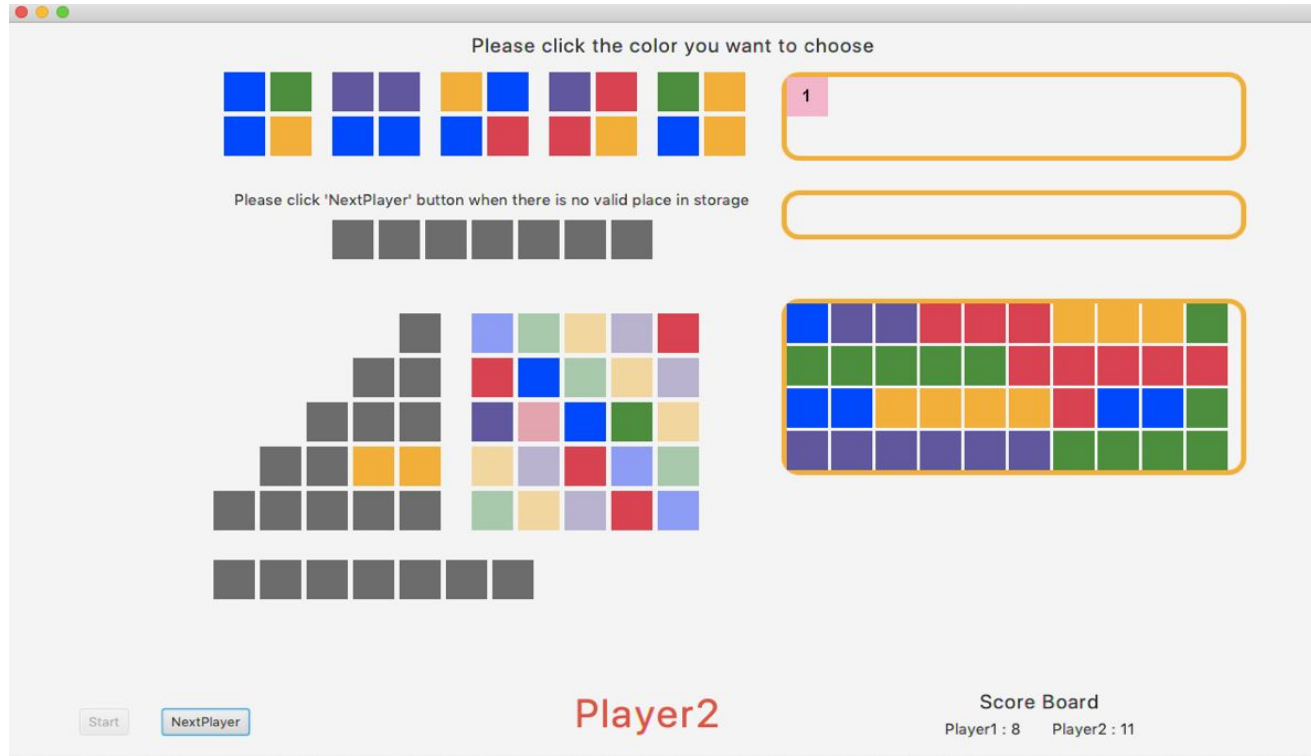 Please click the color you want to choose
1
Please click 'NextPlayer' button when there is no valid place in storage
Start
NextPlayer
Player2
Score Board
Player1 : 8
Player2 : 11